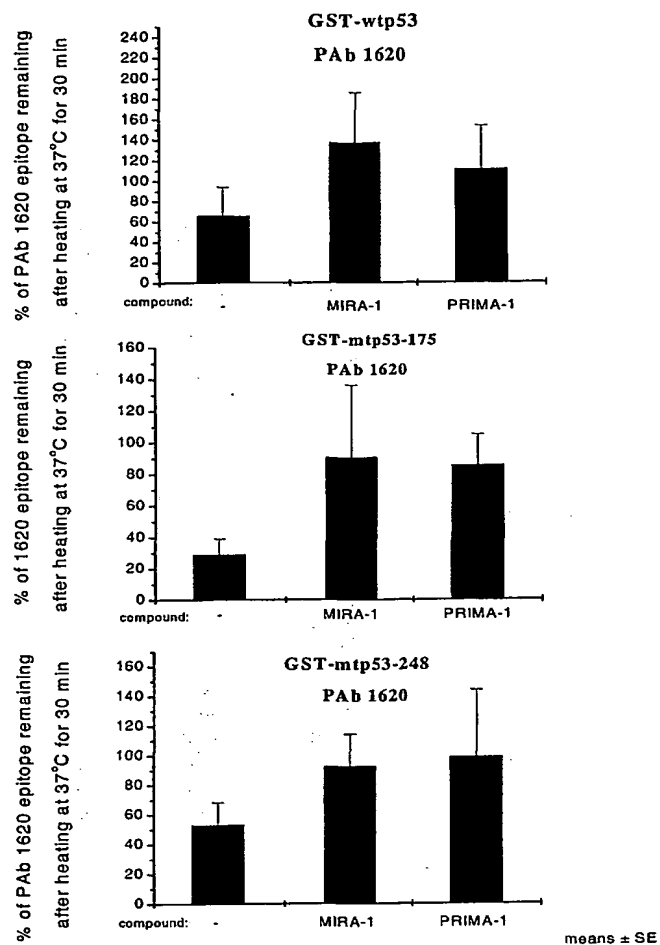 GST-wtp53
PAb 1620
% of PAb 1620 epitope remaining
after heating at 37°C for 30 min
240
220
200
180
160
140
120
100
80
60
40
20
0
compound: - MIRA-1 PRIMA-1
GST-mtp53-175
PAb 1620
% of 1620 epitope remaining
after heating at 37°C for 30 min.
160
140
120
100
80
60
40
20
0
compound: - MIRA-1 PRIMA-1
GST-mtp53-248
PAb 1620
% of PAb 1620 epitope remaining
after heating at 37°C for 30 min
160
140
120
100
80
60
40
20
0
compound: - MIRA-1 PRIMA-1
means ± SE